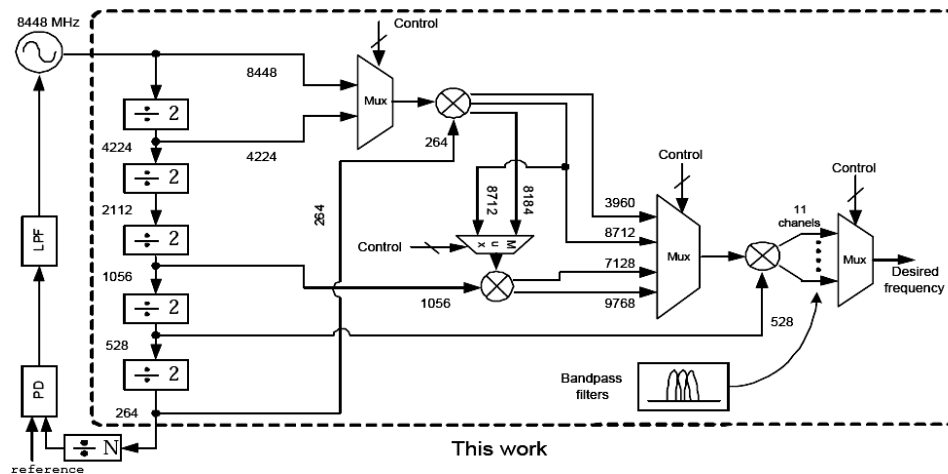 8448 MHz
Control
8448
Mux
÷ 2
4224
4224
264
÷ 2
2112
264
8712
8184
Control
3960
8712
÷ 2
Control
Mux
7128
Mux
9768
1056
1056
Control
11
chanels
Mux
Desired
frequency
LPF
÷ 2
528
528
÷ 2
PD
264
Bandpass
filters
÷ N
reference
This work